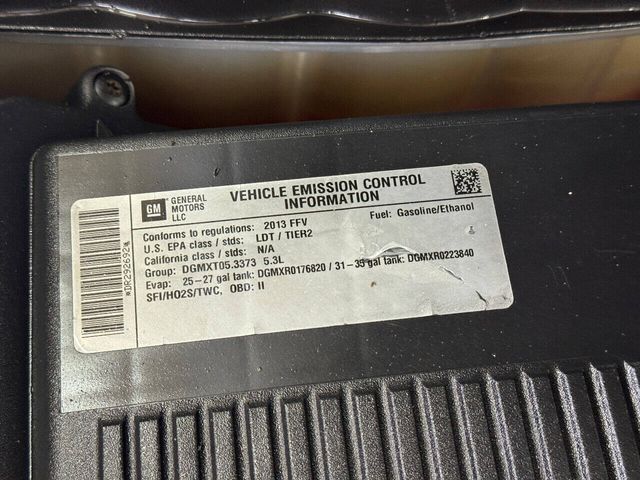 GM
GENERAL MOTORS LLC
VEHICLE EMISSION CONTROL
INFORMATION
Conforms to regulations: 2013 FFV
Fuel: Gasoline/Ethanol
U.S. EPA class / stds: LDT / TIER2
California class / stds: N/A
Group: DGMXT05.3373 5.3L
Evap: 25-27 gal tank: DGMXR0176820 / 31-35 gal tank: DGMXR0223840
SFI/HO2S/TWC, OBD: II
*DR292692*